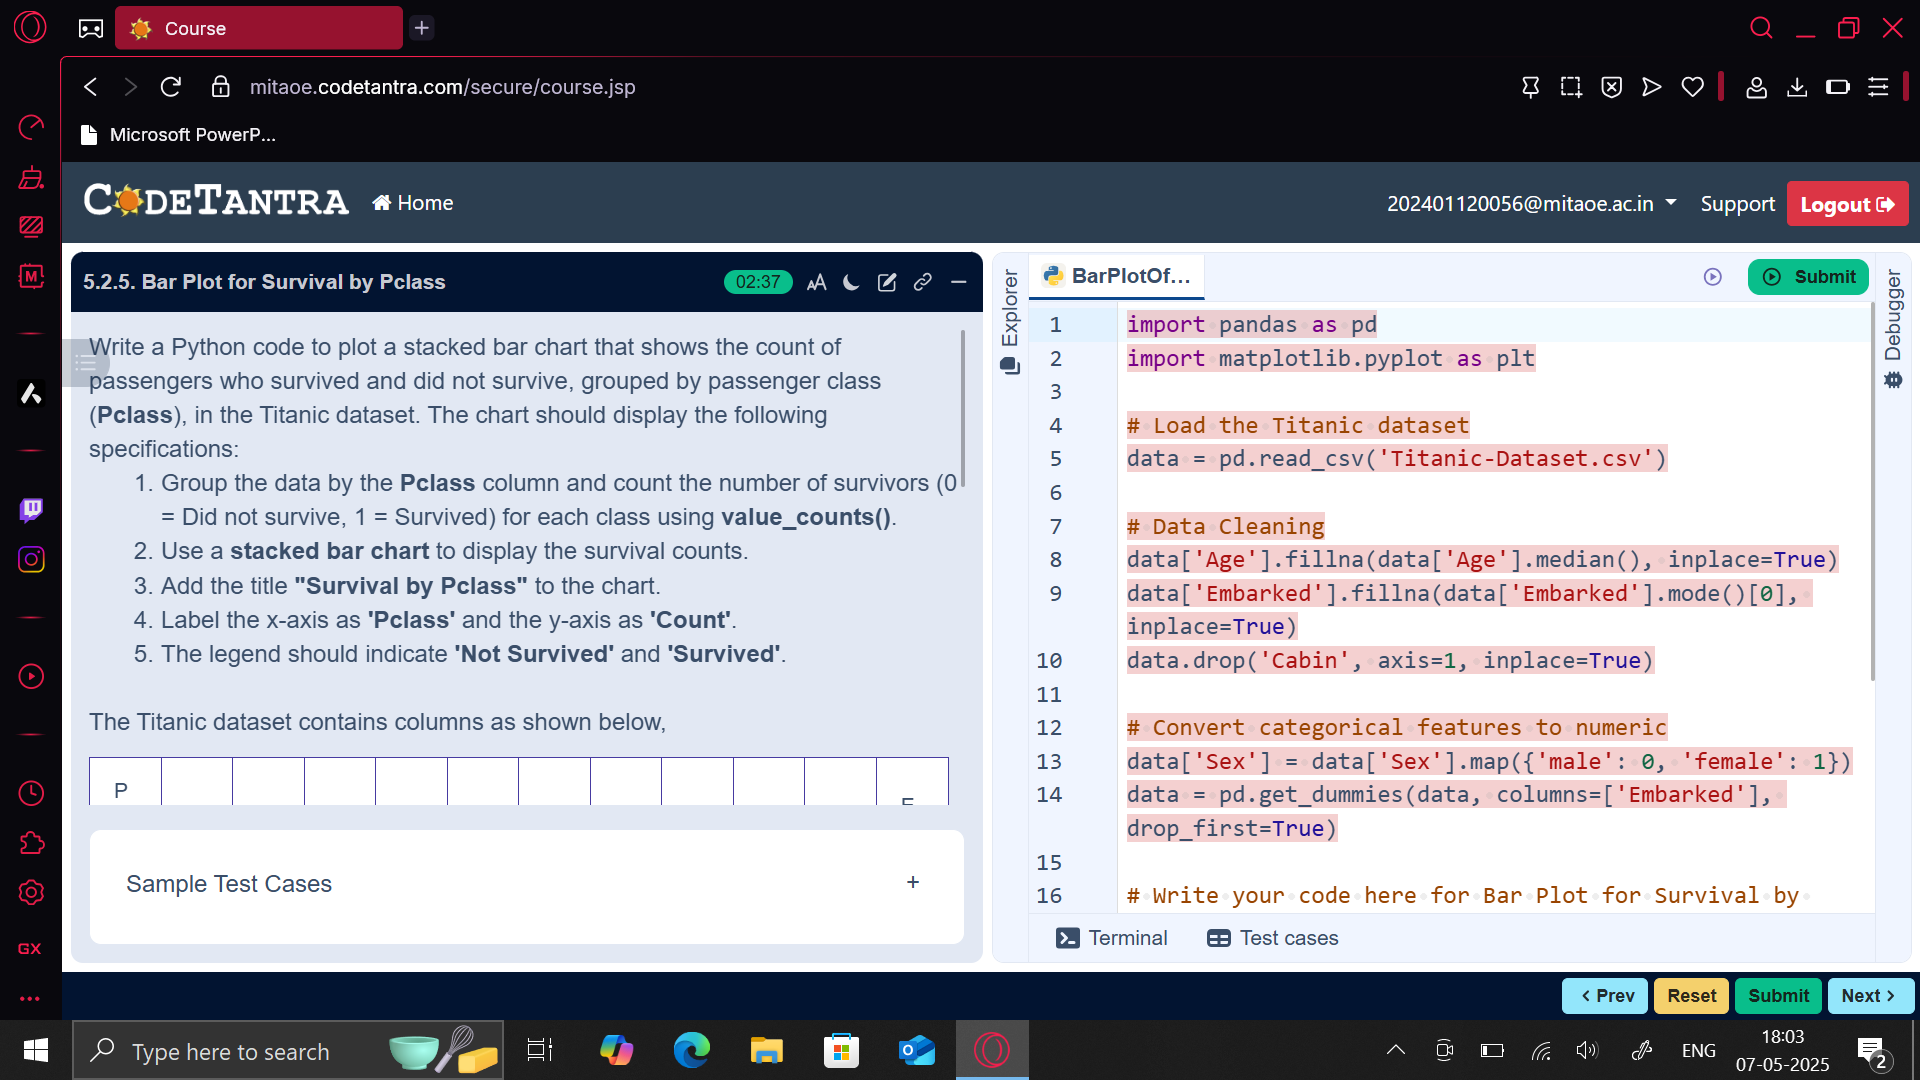 Course
mitaoe.codetantra.com/secure/course.jsp
Microsoft PowerP...
CODETANTRA
Home
202401120056@mitaoe.ac.in
Support
Logout
5.2.5. Bar Plot for Survival by Pclass
02:37
AA
Write a Python code to plot a stacked bar chart that shows the count of
passengers who survived and did not survive, grouped by passenger class
(Pclass), in the Titanic dataset. The chart should display the following
specifications:
1. Group the data by the Pclass column and count the number of survivors (0
= Did not survive, 1 = Survived) for each class using value_counts().
2. Use a stacked bar chart to display the survival counts.
3. Add the title "Survival by Pclass" to the chart.
4. Label the x-axis as 'Pclass' and the y-axis as 'Count'.
5. The legend should indicate 'Not Survived' and 'Survived'.
The Titanic dataset contains columns as shown below,
P
Sample Test Cases
+
Explorer
BarPlotOf...
Submit
Debugger
1 import pandas as pd
2 import matplotlib.pyplot as plt
3
4 # Load the Titanic dataset
5 data = pd.read_csv('Titanic-Dataset.csv')
6
7 # Data Cleaning
8 data['Age'].fillna(data['Age'].median(), inplace=True)
9 data['Embarked'].fillna(data['Embarked'].mode()[0],
inplace=True)
10 data.drop('Cabin', axis=1, inplace=True)
11
12 # Convert categorical features to numeric
13 data['Sex'] = data['Sex'].map({'male': 0, 'female': 1})
14 data = pd.get_dummies(data, columns=['Embarked'],
drop_first=True)
15
16 # Write your code here for Bar Plot for Survival by
Terminal
Test cases
< Prev
Reset
Submit
Next >
M
GX
Type here to search
ENG
18:03
07-05-2025
2